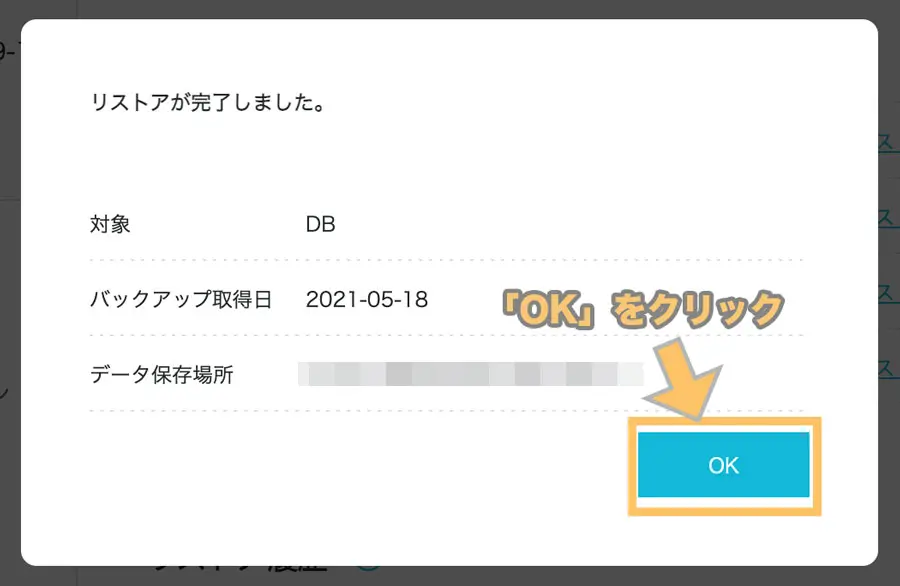 リストアが完了しました。
対象 DB
バックアップ取得日 2021-05-18
「OK」をクリック
データ保存場所
OK